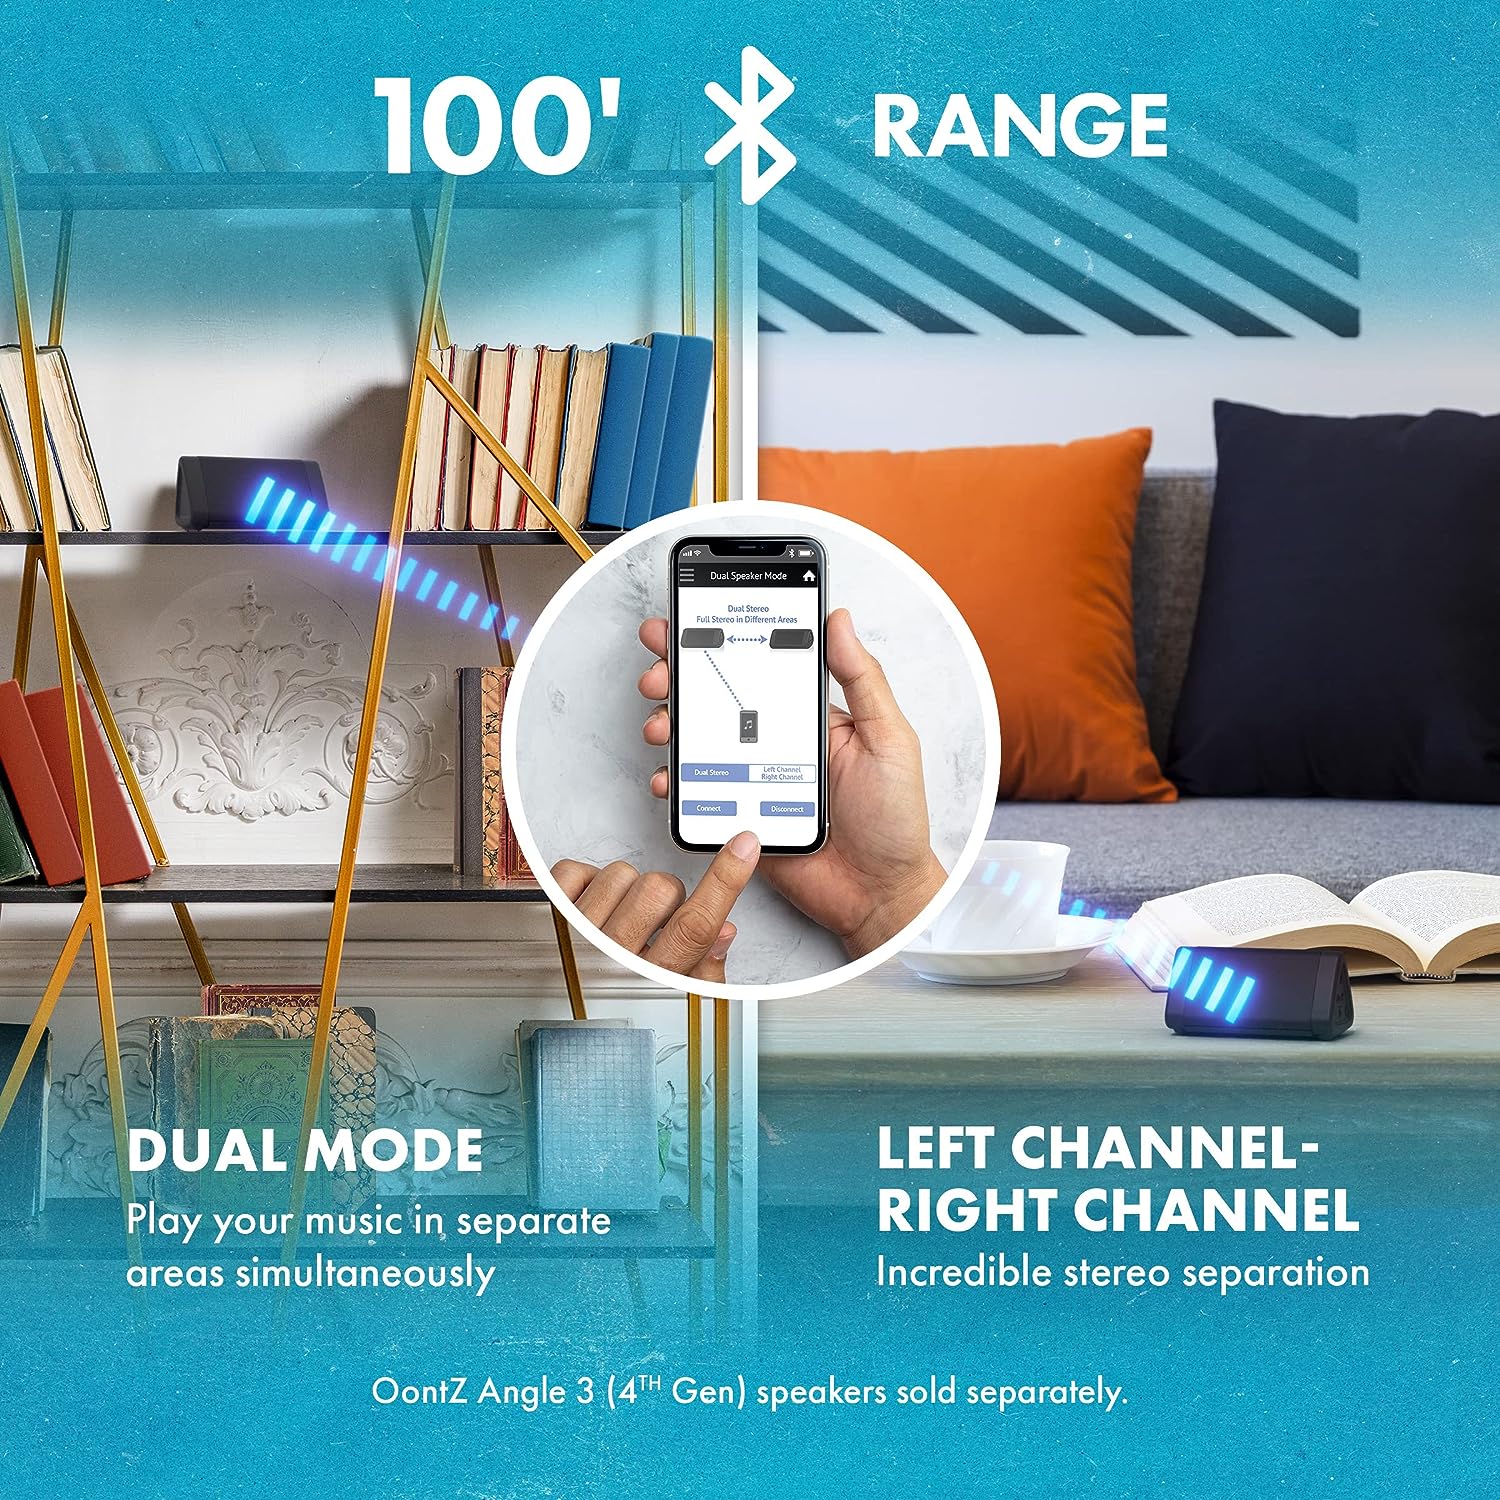 100' RANGE
Dual Speaker Mode
Dual Stereo
Full Stereo in Different Areas
Dual Stereo
Left Channel
Right Channel
Connect
Disconnect
DUAL MODE
Play your music in separate
areas simultaneously
LEFT CHANNEL-
RIGHT CHANNEL
Incredible stereo separation
OontZ Angle 3 (4TH Gen) speakers sold separately.